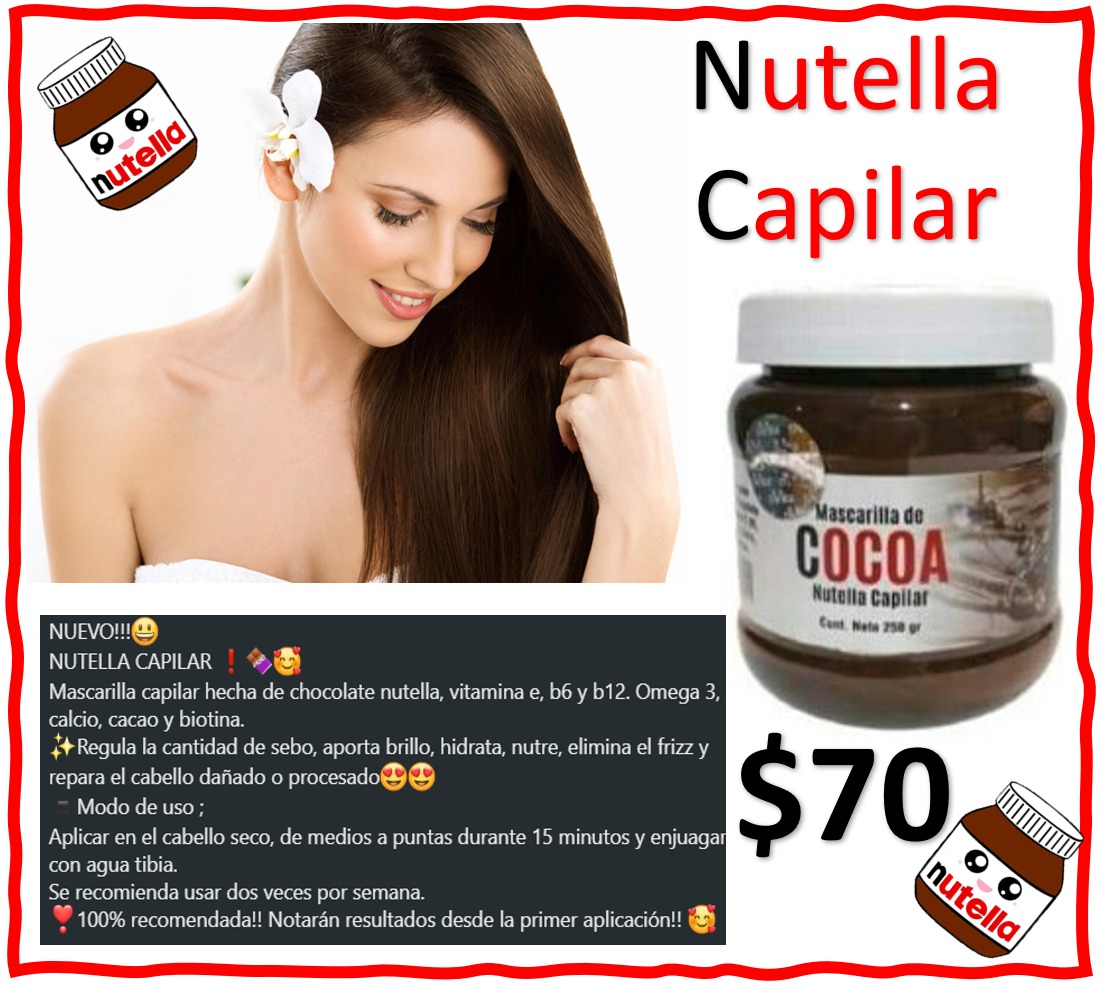 nutella
Nutella
Capilar
Mascarilla de
COCOA
Nutella Capilar
Cont. Neto 250 gr
NUEVO!!!😃
NUTELLA CAPILAR ❗🍫🥰
Mascarilla capilar hecha de chocolate nutella, vitamina e, b6 y b12. Omega 3,
calcio, cacao y biotina.
✨Regula la cantidad de sebo, aporta brillo, hidrata, nutre, elimina el frizz y
repara el cabello dañado o procesado😍😍
▪Modo de uso ;
Aplicar en el cabello seco, de medios a puntas durante 15 minutos y enjuagar
con agua tibia.
Se recomienda usar dos veces por semana.
❣️100% recomendada!! Notarán resultados desde la primer aplicación!! 🥰
$70
nutella